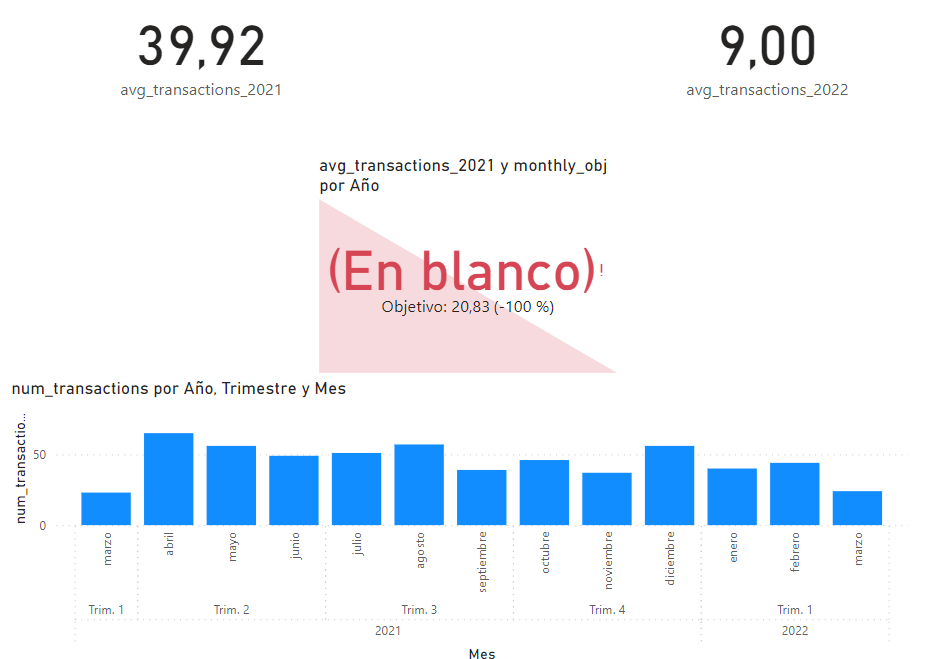 39,92
avg_transactions_2021
9,00
avg_transactions_2022
avg_transactions_2021 y monthly_obj
por Año
(En blanco)!
Objetivo: 20,83 (-100 %)
num_transactions por Año, Trimestre y Mes
num_transactio...
50
0
marzo
abril
mayo
junio
julio
agosto
septiembre
octubre
noviembre
diciembre
enero
febrero
marzo
Trim. 1
Trim. 2
Trim. 3
Trim. 4
Trim. 1
2021
2022
Mes